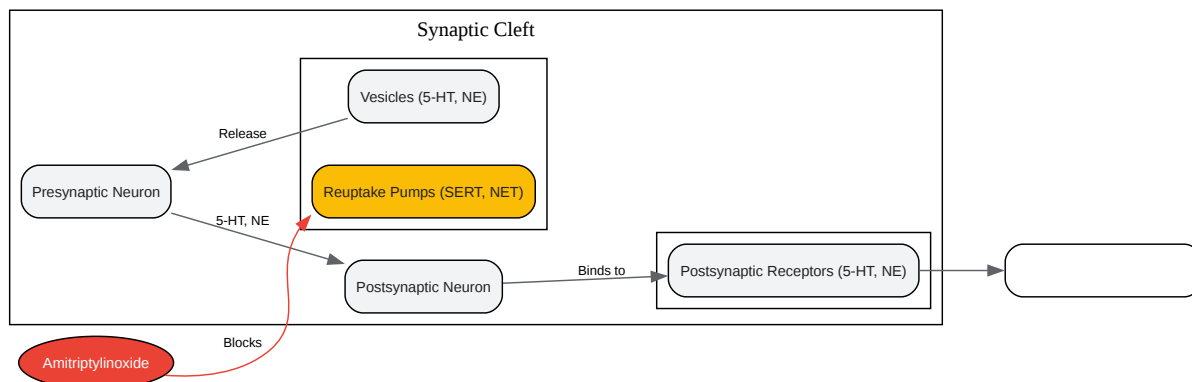 Synaptic Cleft
Vesicles (5-HT, NE)
Release
Presynaptic Neuron
Reuptake Pumps (SERT, NET)
5-HT, NE
Binds to
Postsynaptic Receptors (5-HT, NE)
Postsynaptic Neuron
Blocks
Amitriptylinoxide